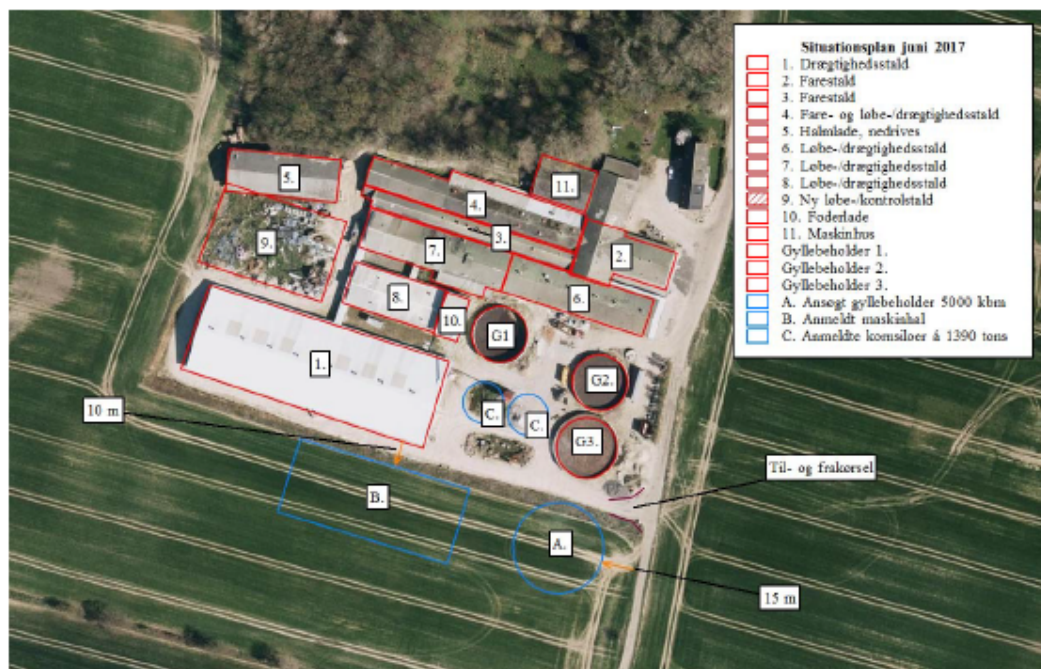 Situationsplan juni 2017
1. Drægtighedsstald
2. Farestald
3. Farestald
4. Fare- og løbe-/drægtighedsstald
5. Halmlade, nedrives
6. Løbe-/drægtighedsstald
7. Løbe-/drægtighedsstald
8. Løbe-/drægtighedsstald
9. Ny løbe-/kontrolstald
10. Foderlade
11. Maskinhus
Gyllebeholder 1.
Gyllebeholder 2.
Gyllebeholder 3.
A. Ansøgt gyllebeholder 5000 kbm
B. Anmeldt maskinhal
C. Anmeldte kornsiloer á 1390 tons
5.
11.
4.
9.
3.
7.
2.
8.
6.
10.
G1
1.
G2.
10 m
C.
C.
G3.
Til- og frakørsel
B.
A.
15 m